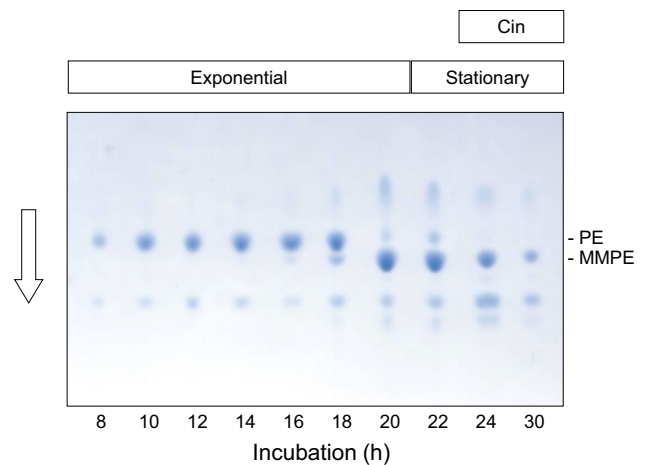 Cin
Exponential Stationary
- PE
- MMPE
8 10 12 14 16 18 20 22 24 30
Incubation (h)